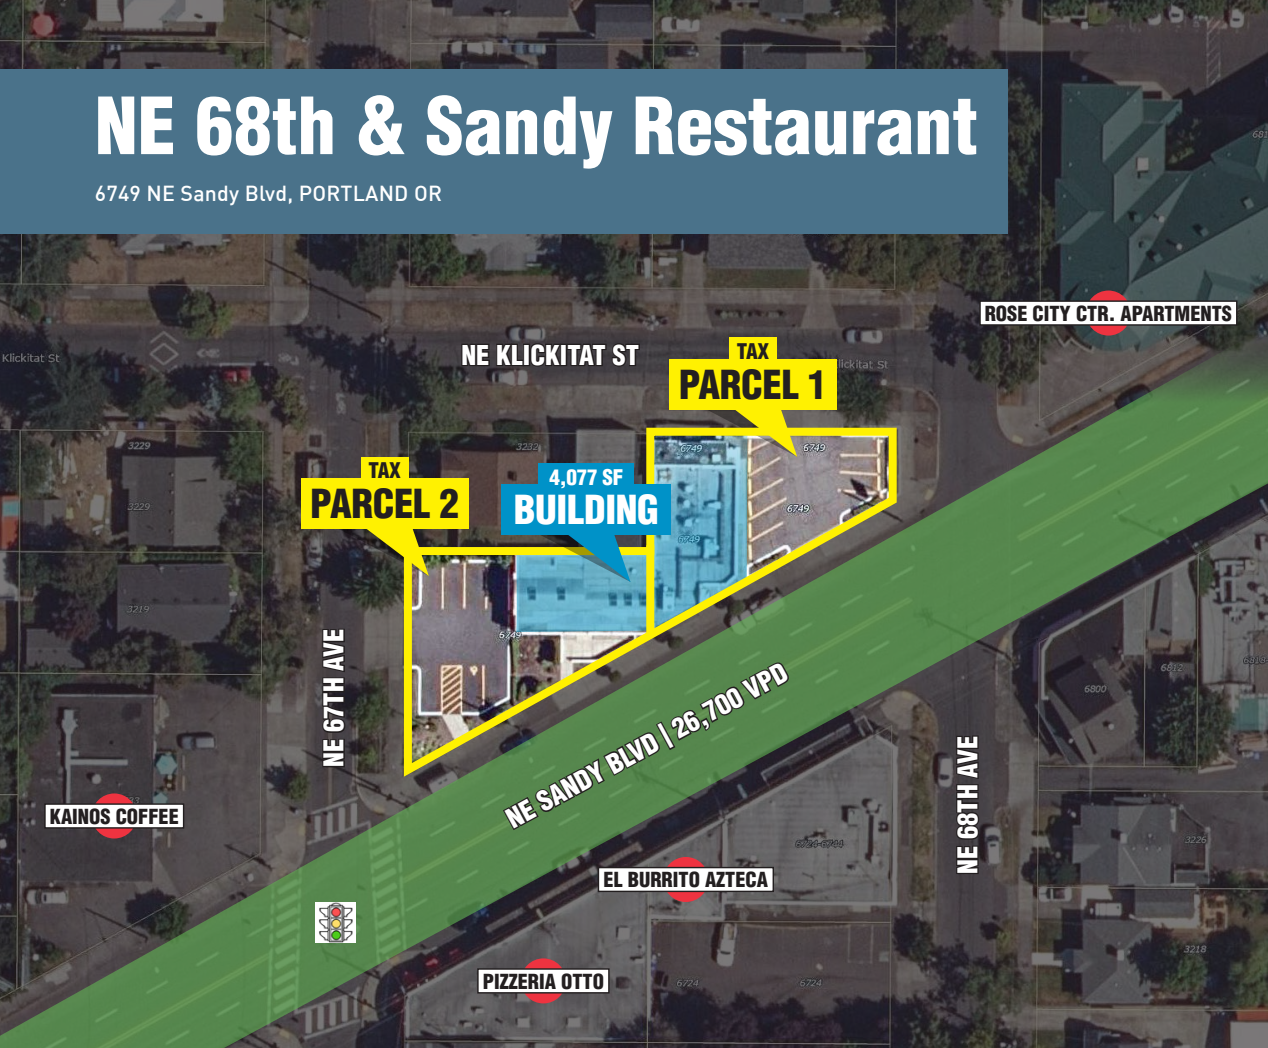 NE 68th & Sandy Restaurant
6749 NE Sandy Blvd, PORTLAND OR
ROSE CITY CTR. APARTMENTS
Klickitat St
NE KLICKITAT ST
TAX
PARCEL 1
3229
3232
6749
6749
TAX
PARCEL 2
4,077 SF
BUILDING
3229
6749
6749
3219
6749
NE 67TH AVE
NE SANDY BLVD | 26,700 VPD
6812
6800
KAINOS COFFEE
NE 68TH AVE
6724-6744
3226
EL BURRITO AZTECA
3218
PIZZERIA OTTO
6724
6724